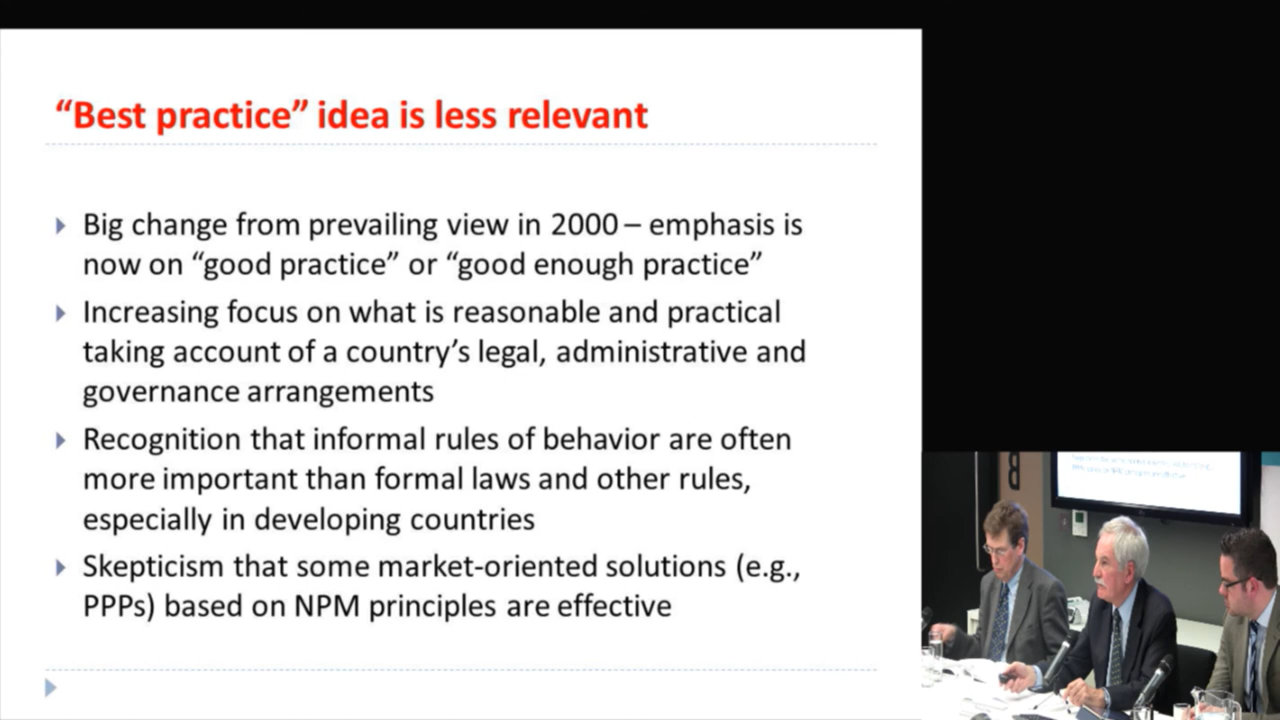 “Best practice” idea is less relevant
Big change from prevailing view in 2000 – emphasis is
now on “good practice” or “good enough practice”
Increasing focus on what is reasonable and practical
taking account of a country’s legal, administrative and
governance arrangements
Recognition that informal rules of behavior are often
more important than formal laws and other rules,
especially in developing countries
Skepticism that some market-oriented solutions (e.g.,
PPPs) based on NPM principles are effective
B